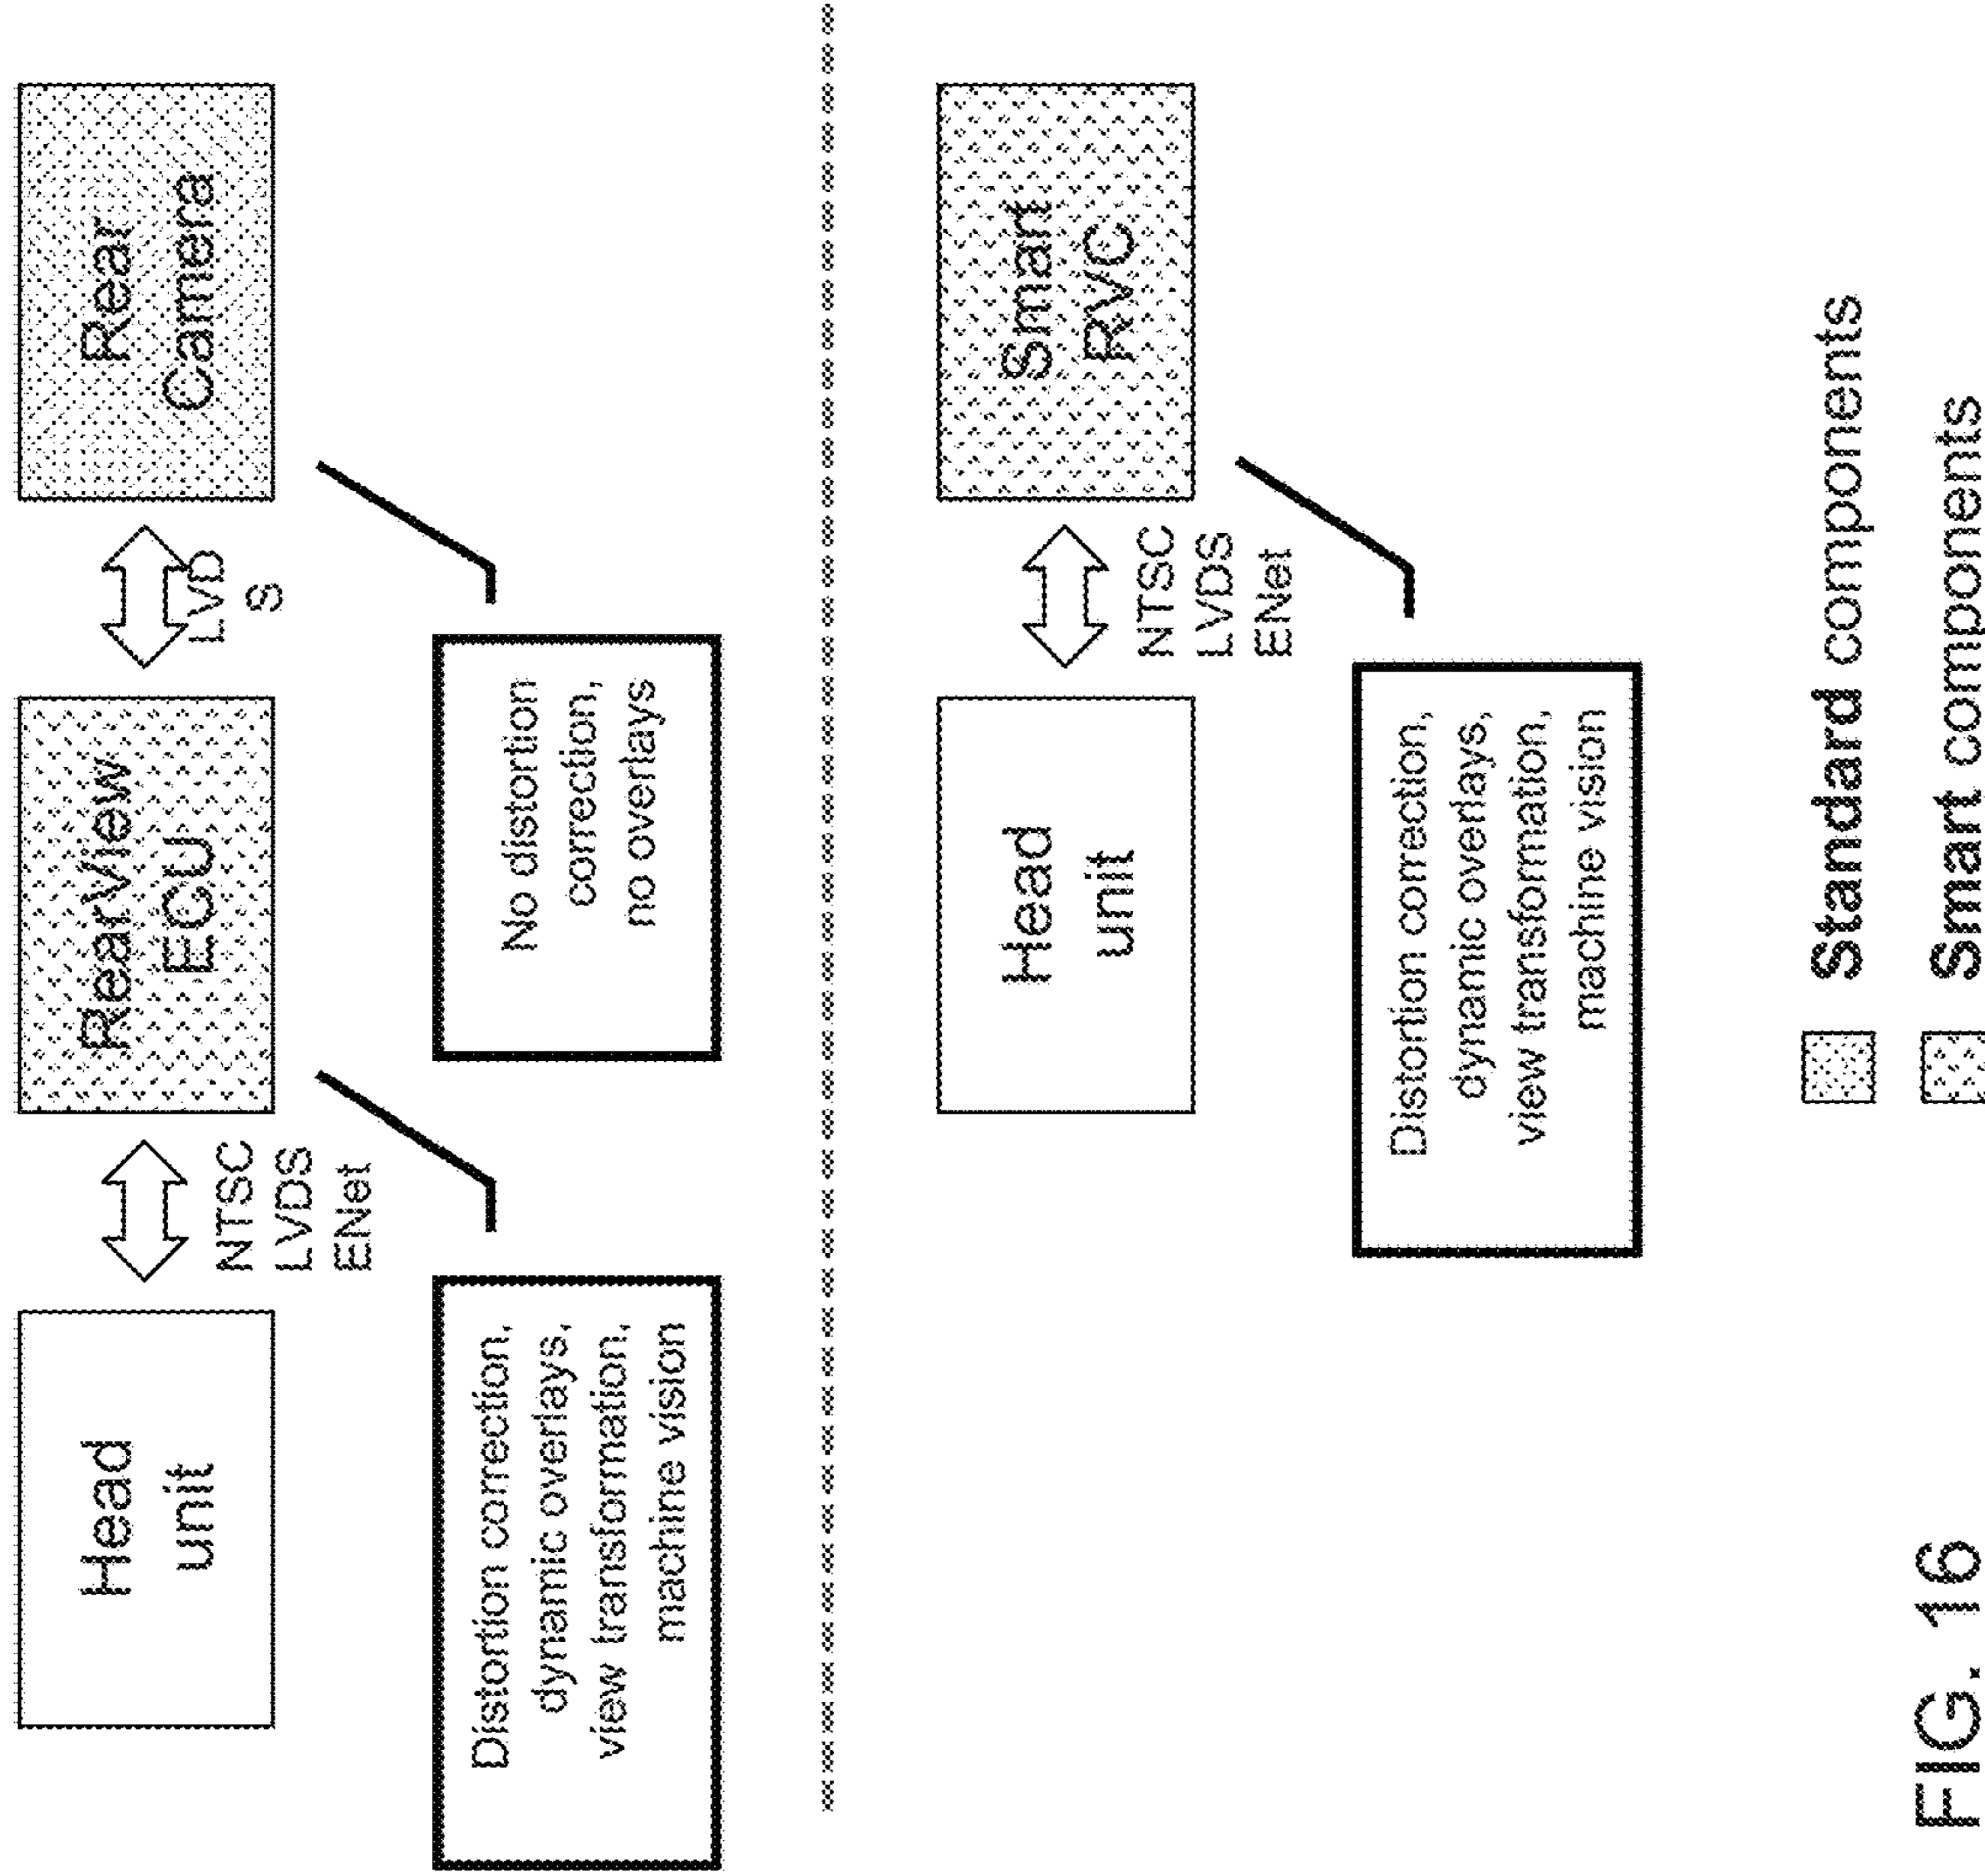 Head
unit
NTSC
LVDS
ENet
RearView
ECU
LVD
S
Rear
Camera
Distortion correction,
dynamic overlays,
view transformation,
machine vision
No distortion
correction,
no overlays
Head
unit
NTSC
LVDS
ENet
Smart
RVC
Distortion correction,
dynamic overlays,
view transformation,
machine vision
Standard components
Smart components
FIG. 16